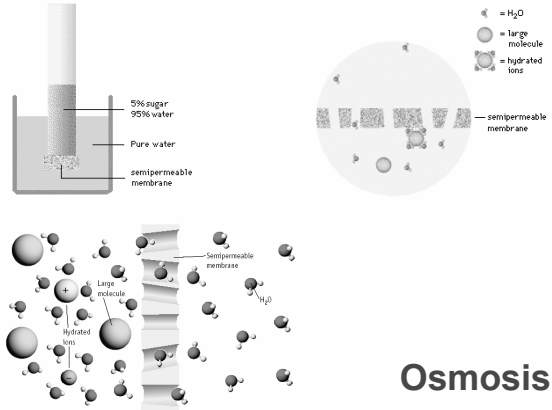 = H₂O
= large
molecule
= hydrated
ions
5% sugar
95% water
Pure water
semipermeable
membrane
semipermeable
membrane
Semipermeable
membrane
Large
molecule
+
H₂O
Hydrated
ions
−
Osmosis